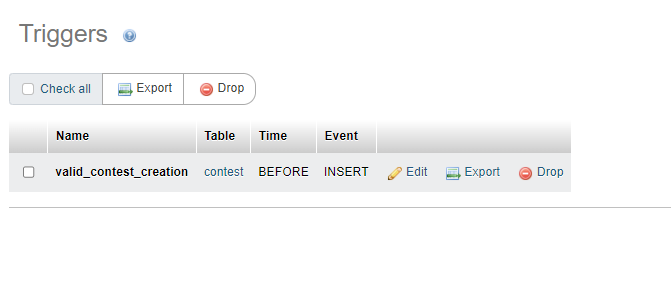 Triggers
Check all Export Drop
Name Table Time Event
valid_contest_creation contest BEFORE INSERT Edit Export Drop